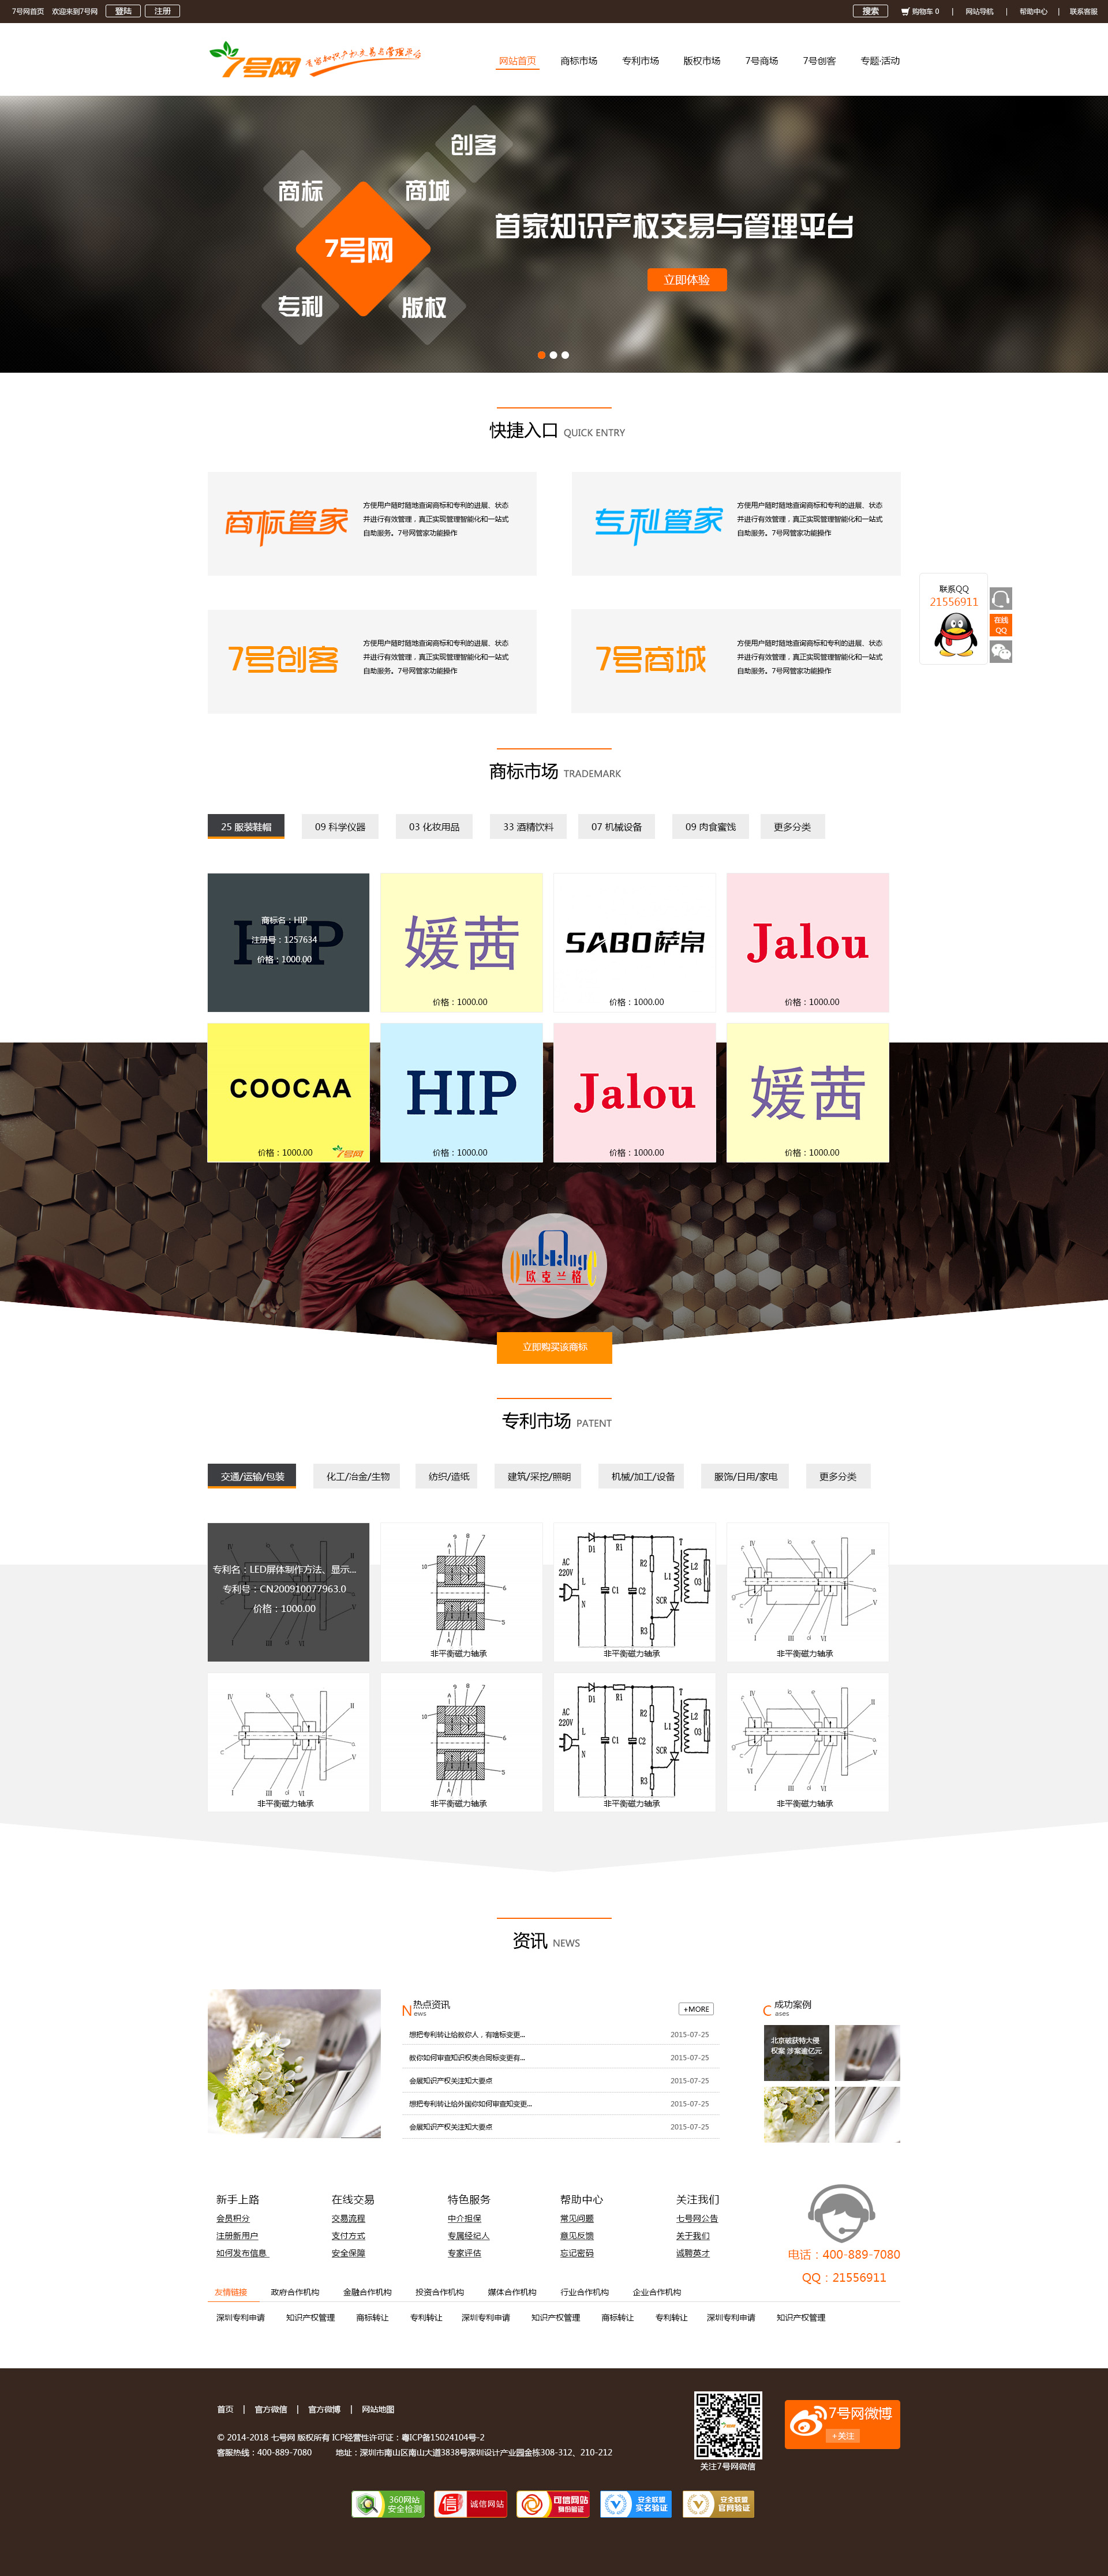 7号网首页 欢迎来到7号网 登陆 注册 搜索 购物车 0 | 网站导航 | 帮助中心 | 联系客服
7号网 首家知识产权交易与管理平台
网站首页 商标市场 专利市场 版权市场 7号商场 7号创客 专题·活动
创客
商标 商城
7号网
专利 版权
首家知识产权交易与管理平台
立即体验
快捷入口 QUICK ENTRY
商标管家
方便用户随时随地查询商标和专利的进展、状态
并进行有效管理，真正实现管理智能化和一站式
自助服务。7号网管家功能操作
专利管家
方便用户随时随地查询商标和专利的进展、状态
并进行有效管理，真正实现管理智能化和一站式
自助服务。7号网管家功能操作
联系QQ
21556911
在线
QQ
7号创客
方便用户随时随地查询商标和专利的进展、状态
并进行有效管理，真正实现管理智能化和一站式
自助服务。7号网管家功能操作
7号商城
方便用户随时随地查询商标和专利的进展、状态
并进行有效管理，真正实现管理智能化和一站式
自助服务。7号网管家功能操作
商标市场 TRADEMARK
25 服装鞋帽 09 科学仪器 03 化妆用品 33 酒精饮料 07 机械设备 09 肉食蜜饯 更多分类
HIP
商标名：HIP
注册号：1257634
价格：1000.00
媛茜
价格：1000.00
SABO萨帛
价格：1000.00
Jalou
价格：1000.00
COOCAA
价格：1000.00
7号网
HIP
价格：1000.00
Jalou
价格：1000.00
媛茜
价格：1000.00
欧克兰格
立即购买该商标
专利市场 PATENT
交通/运输/包装 化工/冶金/生物 纺织/造纸 建筑/采挖/照明 机械/加工/设备 服饰/日用/家电 更多分类
专利名：LED屏体制作方法、显示...
专利号：CN200910077963.0
价格：1000.00
非平衡磁力轴承 非平衡磁力轴承 非平衡磁力轴承
非平衡磁力轴承 非平衡磁力轴承 非平衡磁力轴承 非平衡磁力轴承
资讯 NEWS
N 热点资讯
ews
+MORE
想把专利转让给教你人，有啥标变更... 2015-07-25
教你如何审查知识权类合同标变更有... 2015-07-25
会展知识产权关注知大要点 2015-07-25
想把专利转让给外国你如何审查知变更... 2015-07-25
会展知识产权关注知大要点 2015-07-25
C 成功案例
ases
北京破获特大侵
权案 涉案逾亿元
新手上路 在线交易 特色服务 帮助中心 关注我们
会员积分 交易流程 中介担保 常见问题 七号网公告
注册新用户 支付方式 专属经纪人 意见反馈 关于我们
如何发布信息 安全保障 专家评估 忘记密码 诚聘英才
电话：400-889-7080
QQ：21556911
友情链接 政府合作机构 金融合作机构 投资合作机构 媒体合作机构 行业合作机构 企业合作机构
深圳专利申请 知识产权管理 商标转让 专利转让 深圳专利申请 知识产权管理 商标转让 专利转让 深圳专利申请 知识产权管理
首页 | 官方微信 | 官方微博 | 网站地图
© 2014-2018 七号网 版权所有 ICP经营性许可证：粤ICP备15024104号-2
客服热线：400-889-7080 地址：深圳市南山区南山大道3838号深圳设计产业园金栋308-312、210-212
关注7号网微信
7号网微博
+关注
360网站
安全检测
信 诚信网站
可信网站
身份验证
安全联盟
实名验证
安全联盟
官网验证